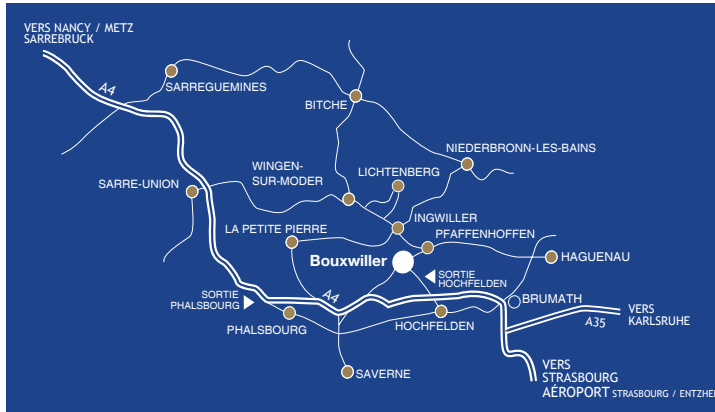 VERS NANCY / METZ
SARREBRUCK
A4
SARREGUEMINES
BITCHE
NIEDERBRONN-LES-BAINS
WINGEN-
SUR-MODER
LICHTENBERG
SARRE-UNION
INGWILLER
LA PETITE PIERRE
PFAFFENHOFFEN
Bouxwiller
HAGUENAU
SORTIE
HOCHFELDEN
SORTIE
PHALSBOURG
A4
BRUMATH
PHALSBOURG
HOCHFELDEN
VERS
KARLSRUHE
A35
SAVERNE
VERS
STRASBOURG
AÉROPORT STRASBOURG / ENTZHE